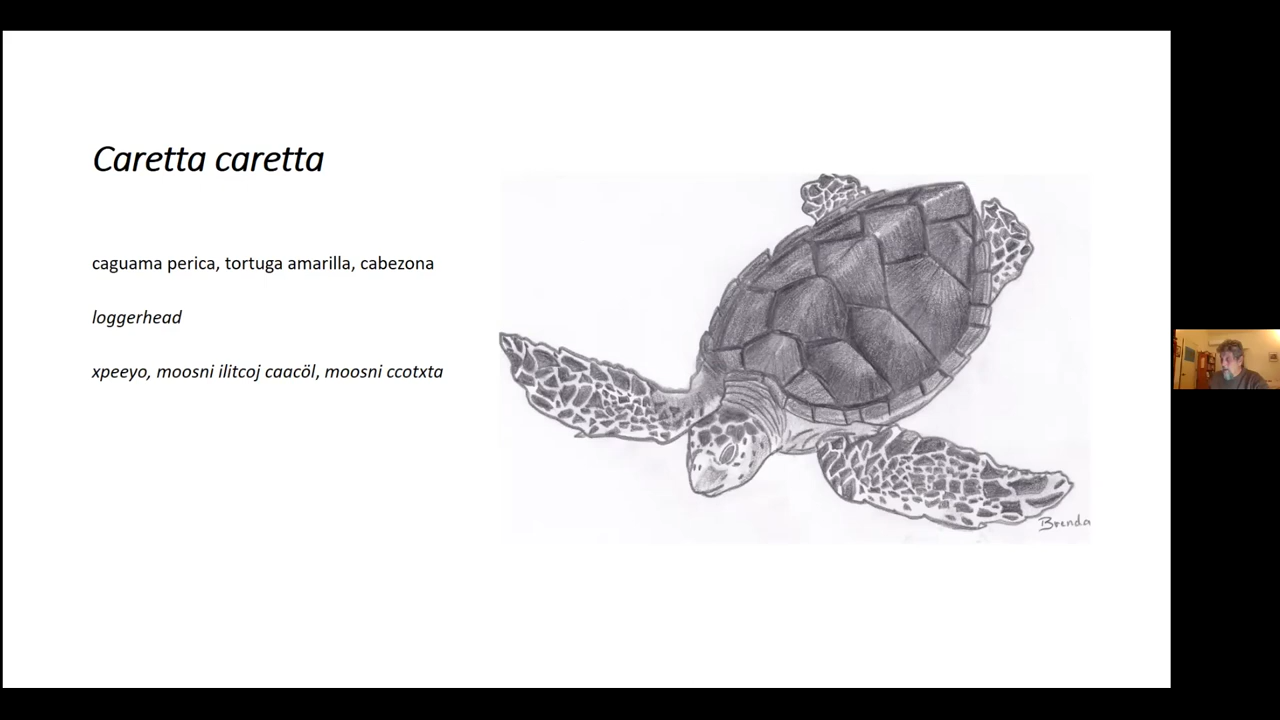 Caretta caretta
caguama perica, tortuga amarilla, cabezona
loggerhead
xpeeyo, moosni ilitcoj caacöl, moosni ccotxta
Brenda